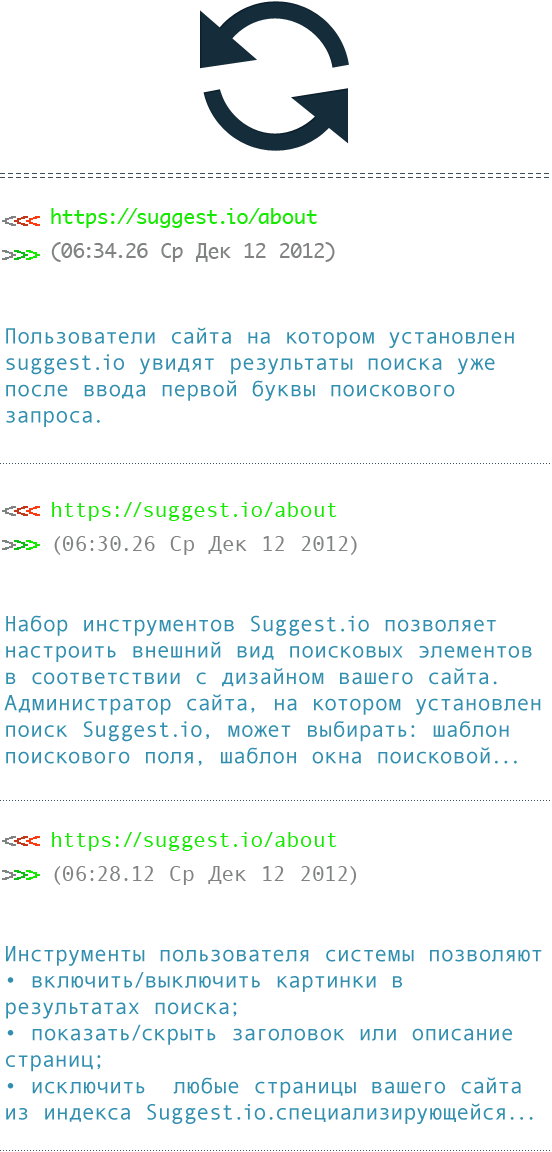 <<< https://suggest.io/about
>>> (06:34.26 Ср Дек 12 2012)
Пользователи сайта на котором установлен
suggest.io увидят результаты поиска уже
после ввода первой буквы поискового
запроса.
<<< https://suggest.io/about
>>> (06:30.26 Ср Дек 12 2012)
Набор инструментов Suggest.io позволяет
настроить внешний вид поисковых элементов
в соответствии с дизайном вашего сайта.
Администратор сайта, на котором установлен
поиск Suggest.io, может выбирать: шаблон
поискового поля, шаблон окна поисковой...
<<< https://suggest.io/about
>>> (06:28.12 Ср Дек 12 2012)
Инструменты пользователя системы позволяют
• включить/выключить картинки в
результатах поиска;
• показать/скрыть заголовок или описание
страниц;
• исключить  любые страницы вашего сайта
из индекса Suggest.io.специализирующейся...